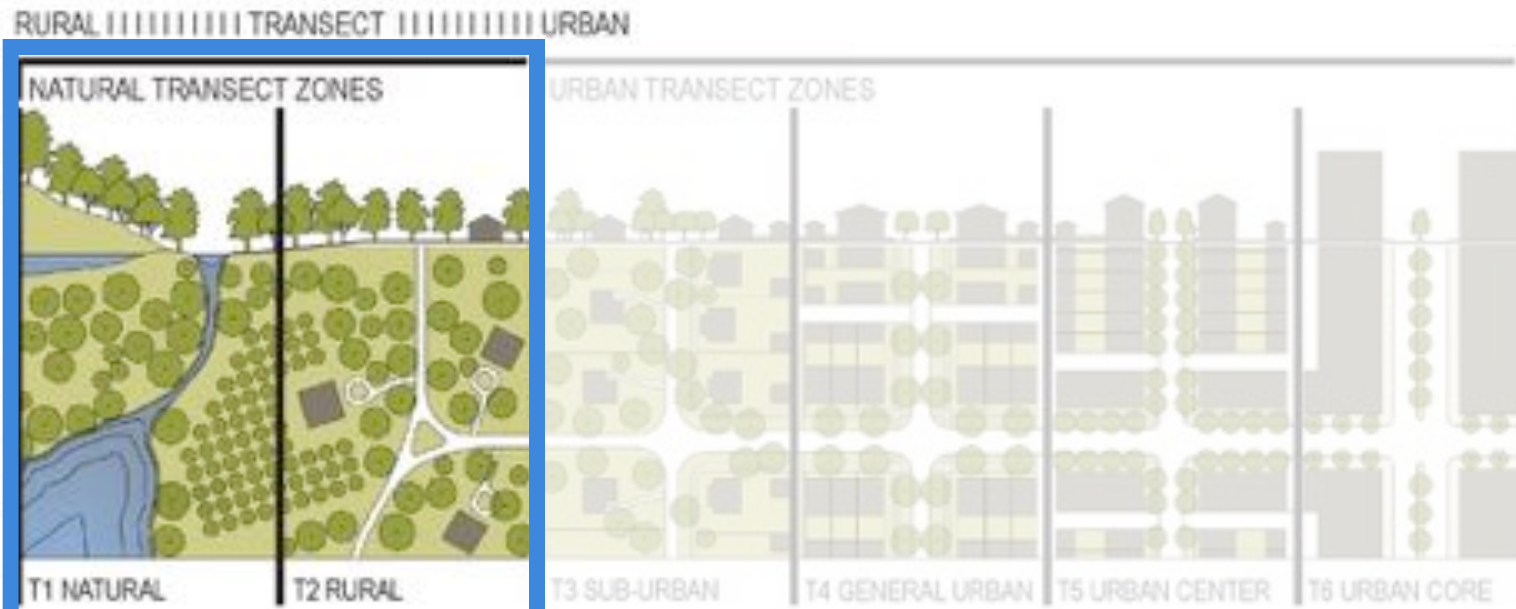 RURAL | | | | | | | | | | TRANSECT | | | | | | | | | | URBAN
NATURAL TRANSECT ZONES
URBAN TRANSECT ZONES
T1 NATURAL
T2 RURAL
T3 SUB-URBAN
T4 GENERAL URBAN
T5 URBAN CENTER
T6 URBAN CORE